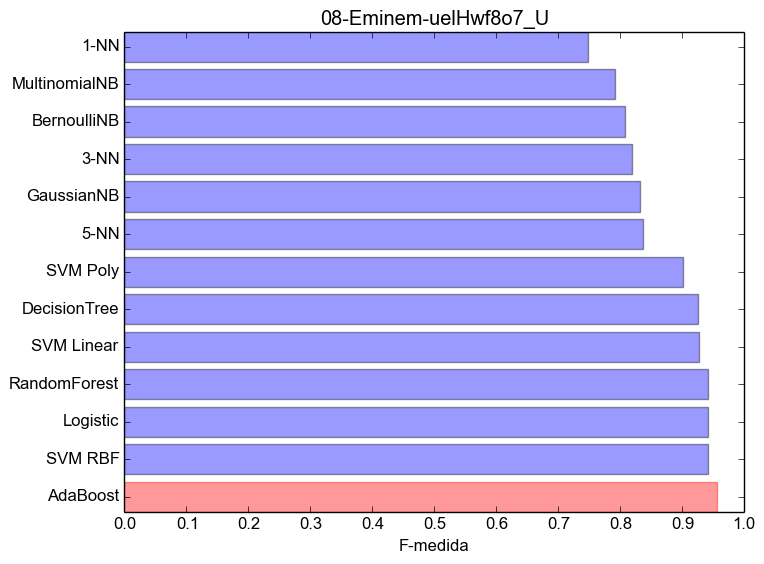 08-Eminem-uelHwf8o7_U
1-NN
MultinomialNB
BernoulliNB
3-NN
GaussianNB
5-NN
SVM Poly
DecisionTree
SVM Linear
RandomForest
Logistic
SVM RBF
AdaBoost
0.0 0.1 0.2 0.3 0.4 0.5 0.6 0.7 0.8 0.9 1.0
F-medida